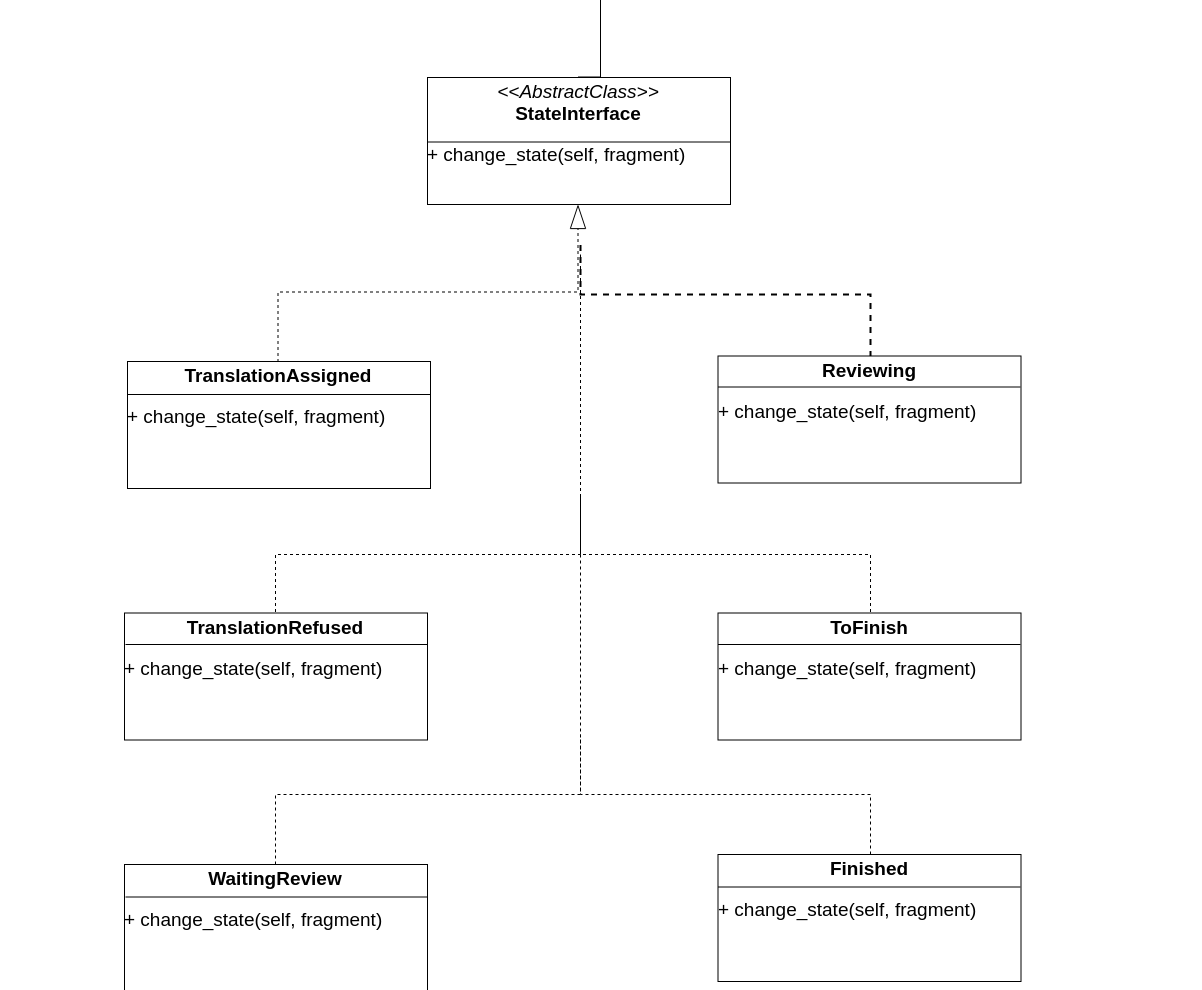 <<AbstractClass>>
StateInterface
+ change_state(self, fragment)
TranslationAssigned
+ change_state(self, fragment)
Reviewing
+ change_state(self, fragment)
TranslationRefused
+ change_state(self, fragment)
ToFinish
+ change_state(self, fragment)
WaitingReview
+ change_state(self, fragment)
Finished
+ change_state(self, fragment)